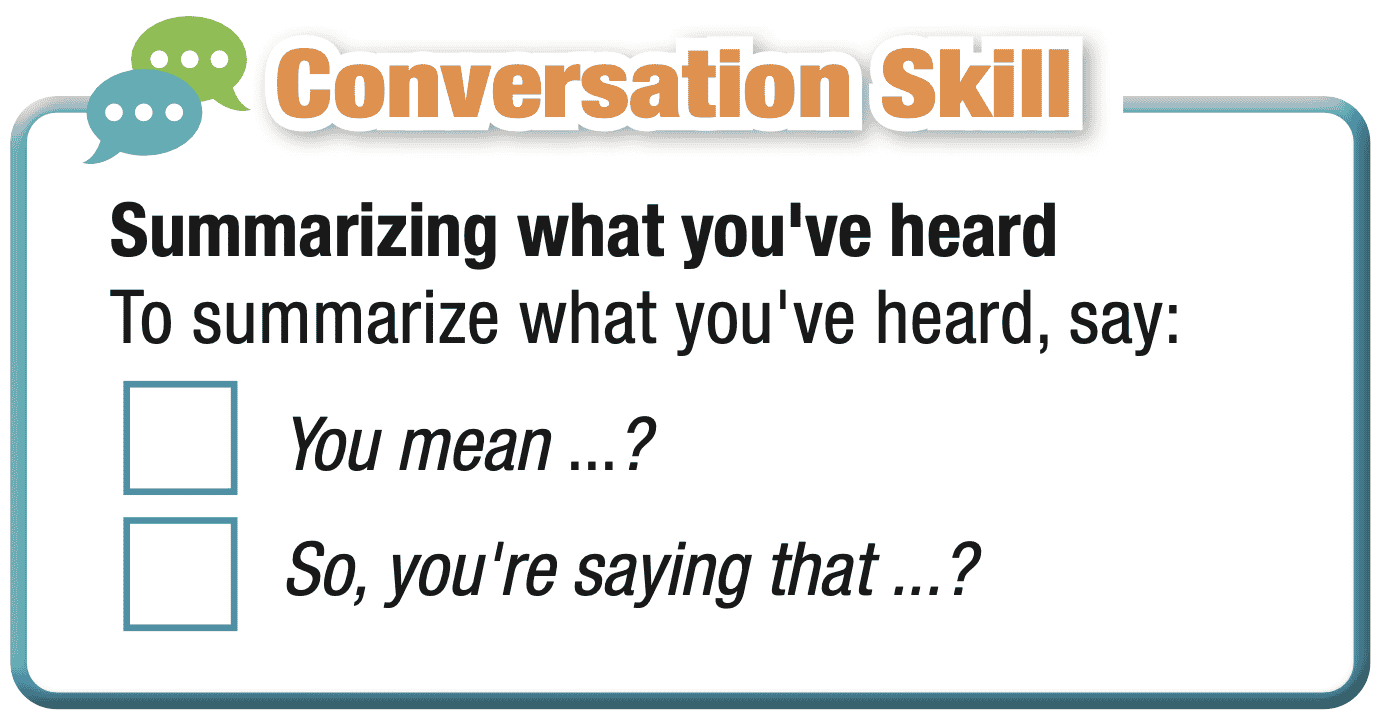 Conversation Skill
Summarizing what you've heard
To summarize what you've heard, say:
You mean ...?
So, you're saying that ...?